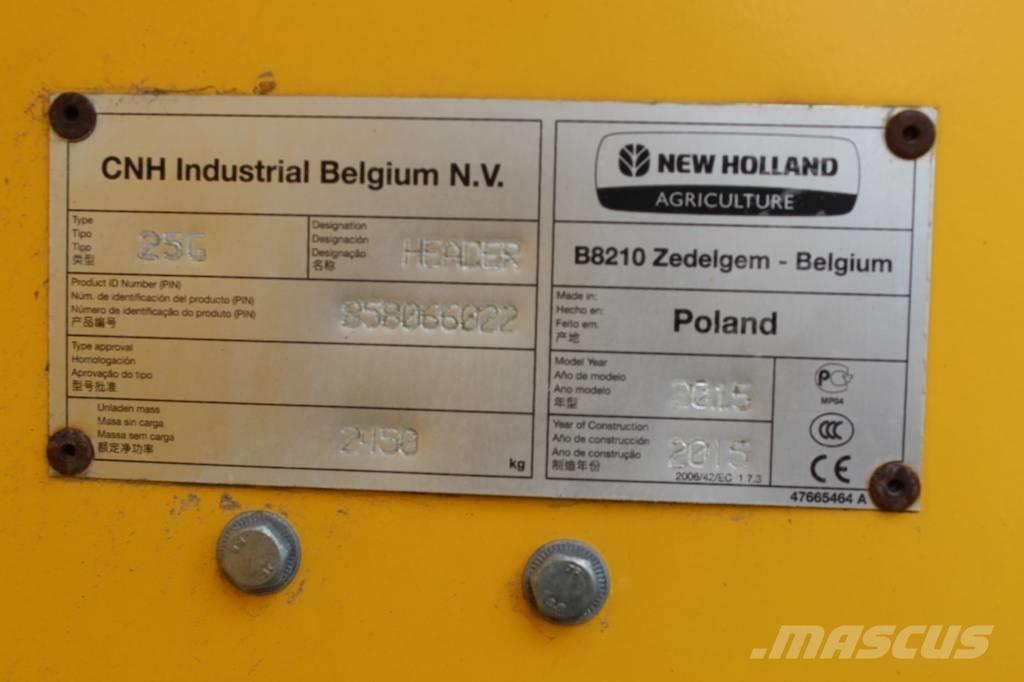 CNH Industrial Belgium N.V.
Type
Tipo
Tipo
类型
25G
Designation
Designación
Designação
名称
HEADER
Product ID Number (PIN)
Núm. de identificación del producto (PIN)
Número de identificação do produto (PIN)
产品编号
858066022
Type approval
Homologación
Aprovação do tipo
型号批准
Unladen mass
Masa sin carga
Massa sem carga
额定净功率
2450
kg
NEW HOLLAND
AGRICULTURE
B8210 Zedelgem - Belgium
Made in:
Hecho en:
Feito em:
产地
Poland
Model Year
Año de modelo
Ano modelo
年型
2015
Year of Construction
Año de construcción
Ano de construção
制造年份
2015
2006/42/EC 1.7.3
MP04
CCC
CE
47665464 A
MASCUS